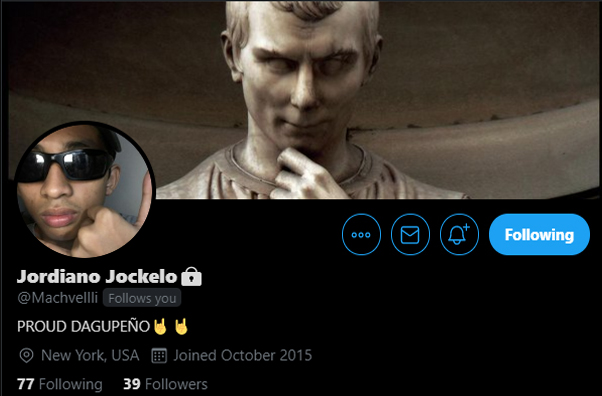 Following
Jordiano Jockelo
@Machvellli Follows you
PROUD DAGUPEÑO🤘🤘
New York, USA Joined October 2015
77 Following 39 Followers